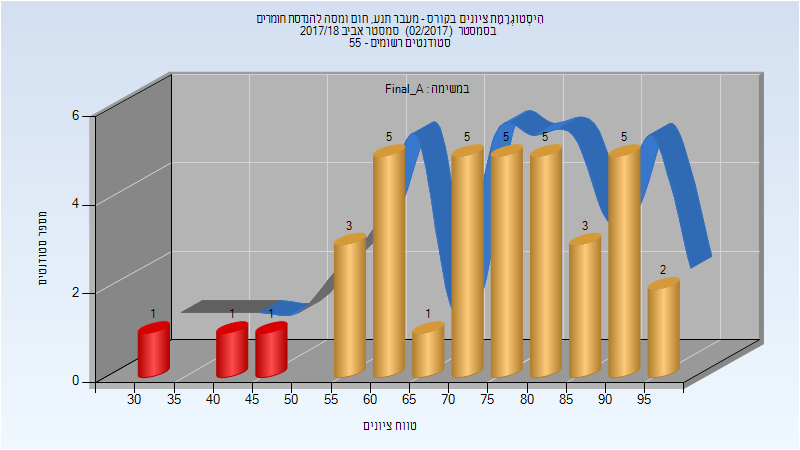 היסטוגרמת ציונים בקורס - מעבר תנע, חום ומסה להנדסת חומרים
בסמסטר (02/2017) סמסטר אביב 2017/18
סטודנטים רשומים - 55
במשימה : Final_A
מספר סטודנטים
6
4
2
0
1 1 1 3 5 1 5 5 5 3 5 2
30 35 40 45 50 55 60 65 70 75 80 85 90 95
טווח ציונים